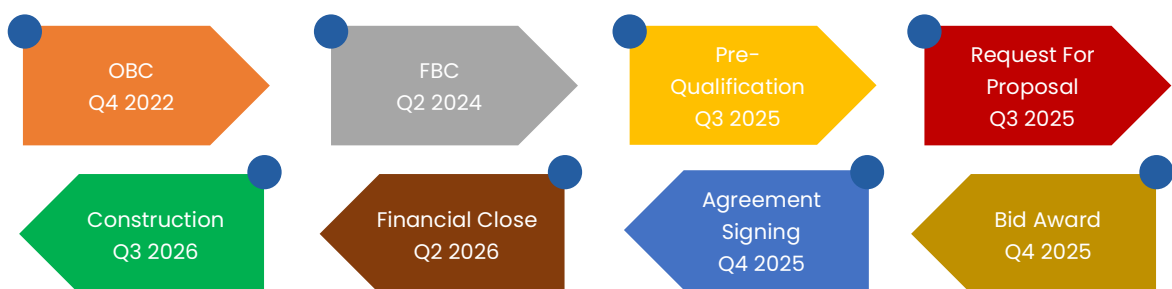 OBC
Q4 2022
FBC
Q2 2024
Pre-
Qualification
Q3 2025
Request For
Proposal
Q3 2025
Construction
Q3 2026
Financial Close
Q2 2026
Agreement
Signing
Q4 2025
Bid Award
Q4 2025